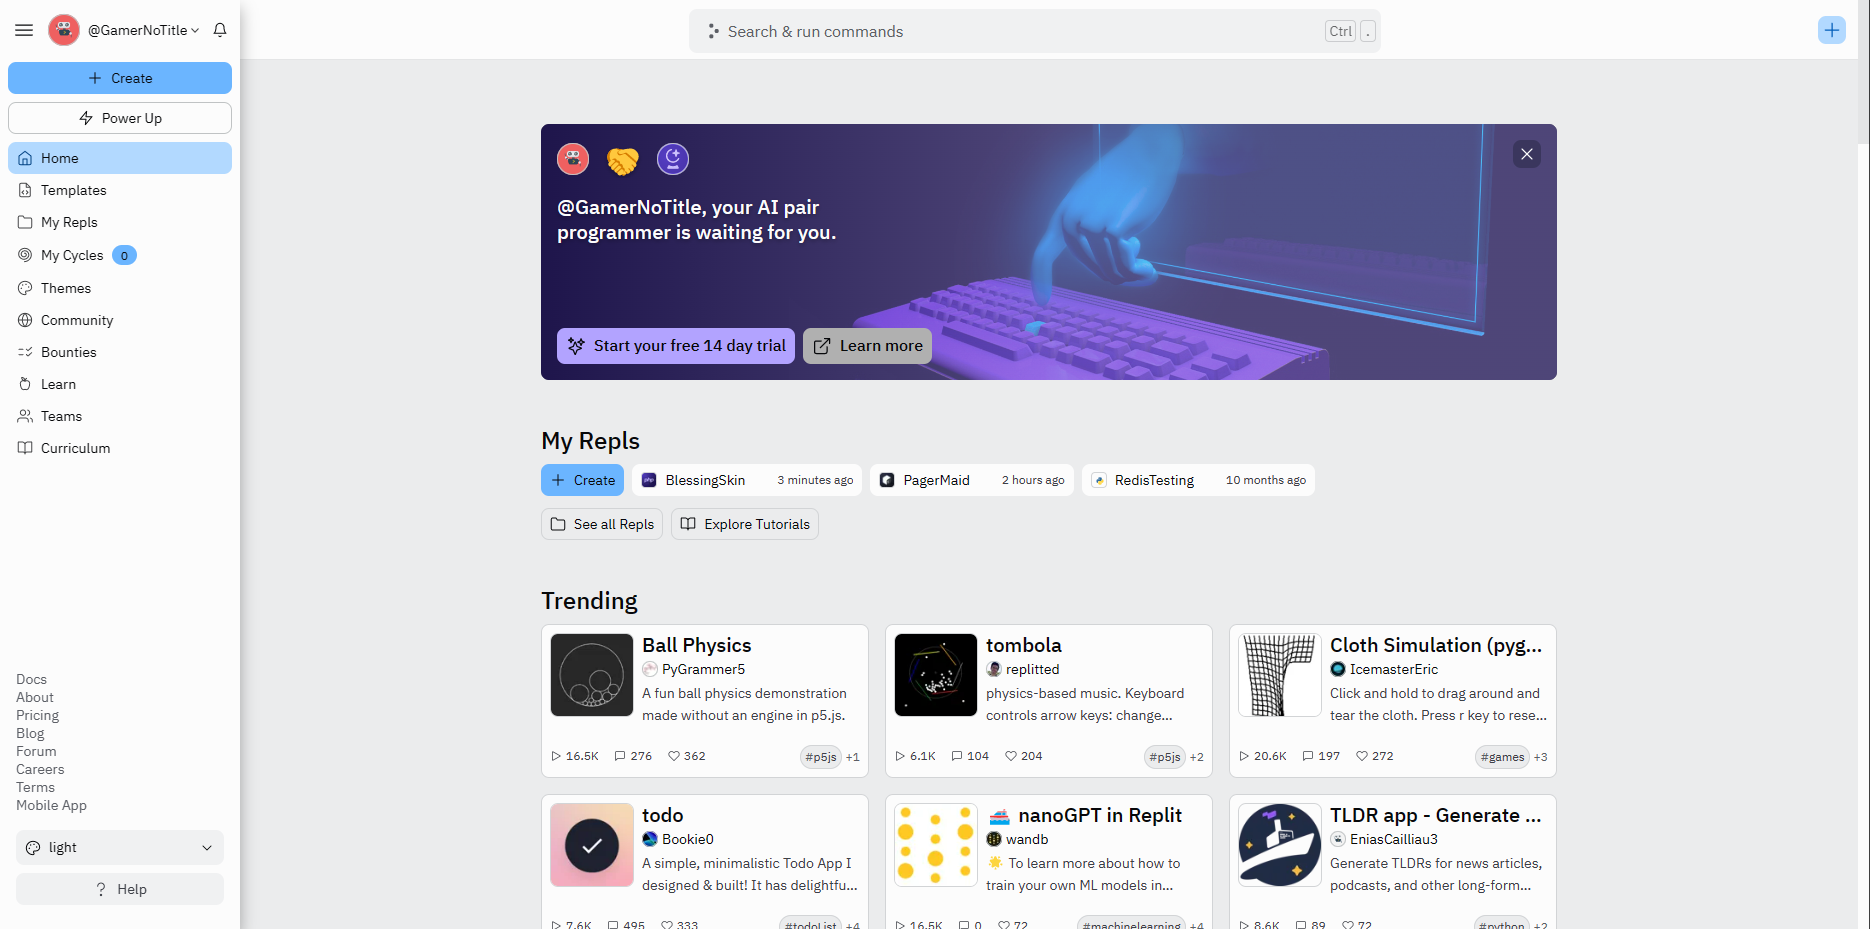 @GamerNoTitle
Create
Power Up
Home
Templates
My Repls
My Cycles 0
Themes
Community
Bounties
Learn
Teams
Curriculum
Docs
About
Pricing
Blog
Forum
Careers
Terms
Mobile App
light
? Help
Search & run commands Ctrl .
@GamerNoTitle, your AI pair
programmer is waiting for you.
Start your free 14 day trial Learn more
My Repls
Create BlessingSkin 3 minutes ago PagerMaid 2 hours ago RedisTesting 10 months ago
See all Repls Explore Tutorials
Trending
Ball Physics
PyGrammer5
A fun ball physics demonstration
made without an engine in p5.js.
16.5K 276 362 #p5js +1
tombola
replitted
physics-based music. Keyboard
controls arrow keys: change...
6.1K 104 204 #p5js +2
Cloth Simulation (pyg...
IcemasterEric
Click and hold to drag around and
tear the cloth. Press r key to rese...
20.6K 197 272 #games +3
todo
Bookie0
A simple, minimalistic Todo App I
designed & built! It has delightfu...
7.6K 495 333 #todolist +4
🚤 nanoGPT in Replit
wandb
🌟 To learn more about how to
train your own ML models in...
16.5K 0 72 #machinelearning +4
TLDR app - Generate ...
EniasCailliau3
Generate TLDRs for news articles,
podcasts, and other long-form...
8.6K 89 72 #python +2